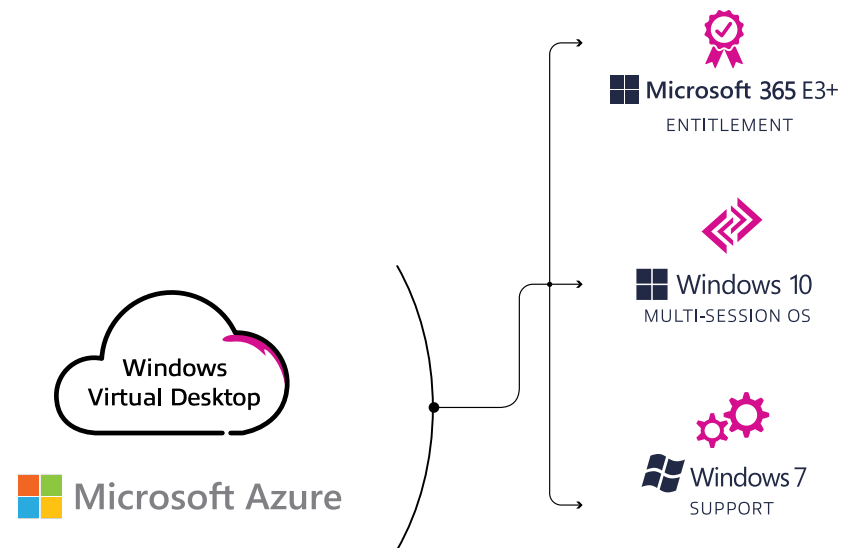 Microsoft 365 E3+
ENTITLEMENT
Windows 10
MULTI-SESSION OS
Windows
Virtual Desktop
Microsoft Azure
Windows 7
SUPPORT